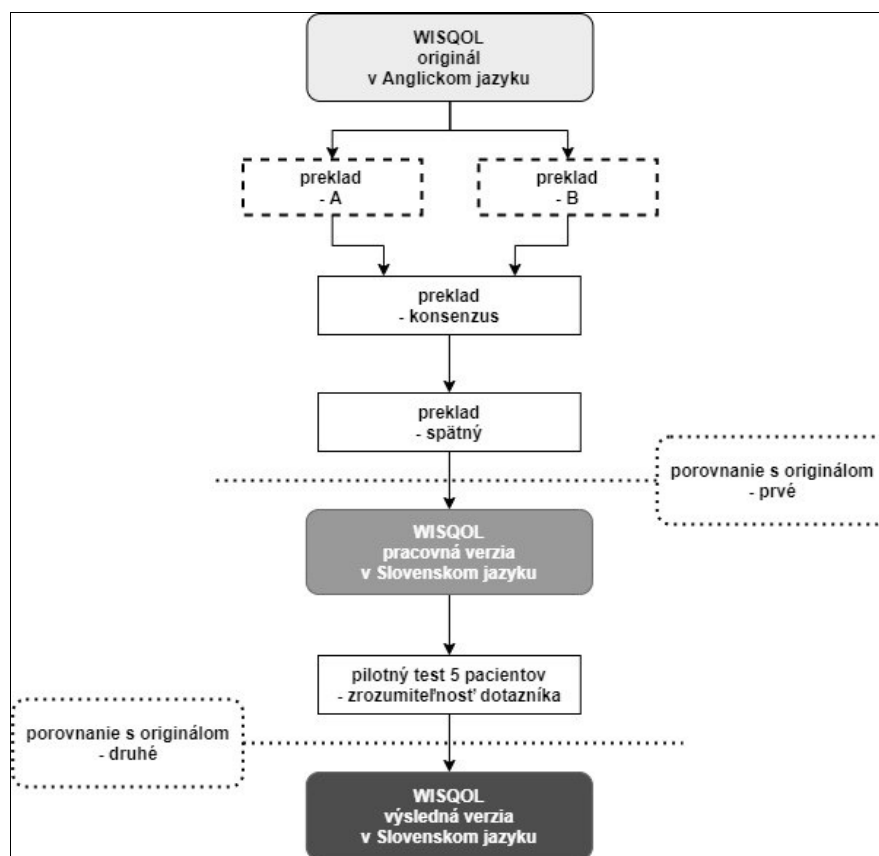 WISQOL
originál
v Anglickom jazyku
preklad
- A
preklad
- B
preklad
- konsenzus
preklad
- spätný
porovnanie s originálom
- prvé
WISQOL
pracovná verzia
v Slovenskom jazyku
pilotný test 5 pacientov
- zrozumiteľnosť dotazníka
porovnanie s originálom
- druhé
WISQOL
výsledná verzia
v Slovenskom jazyku